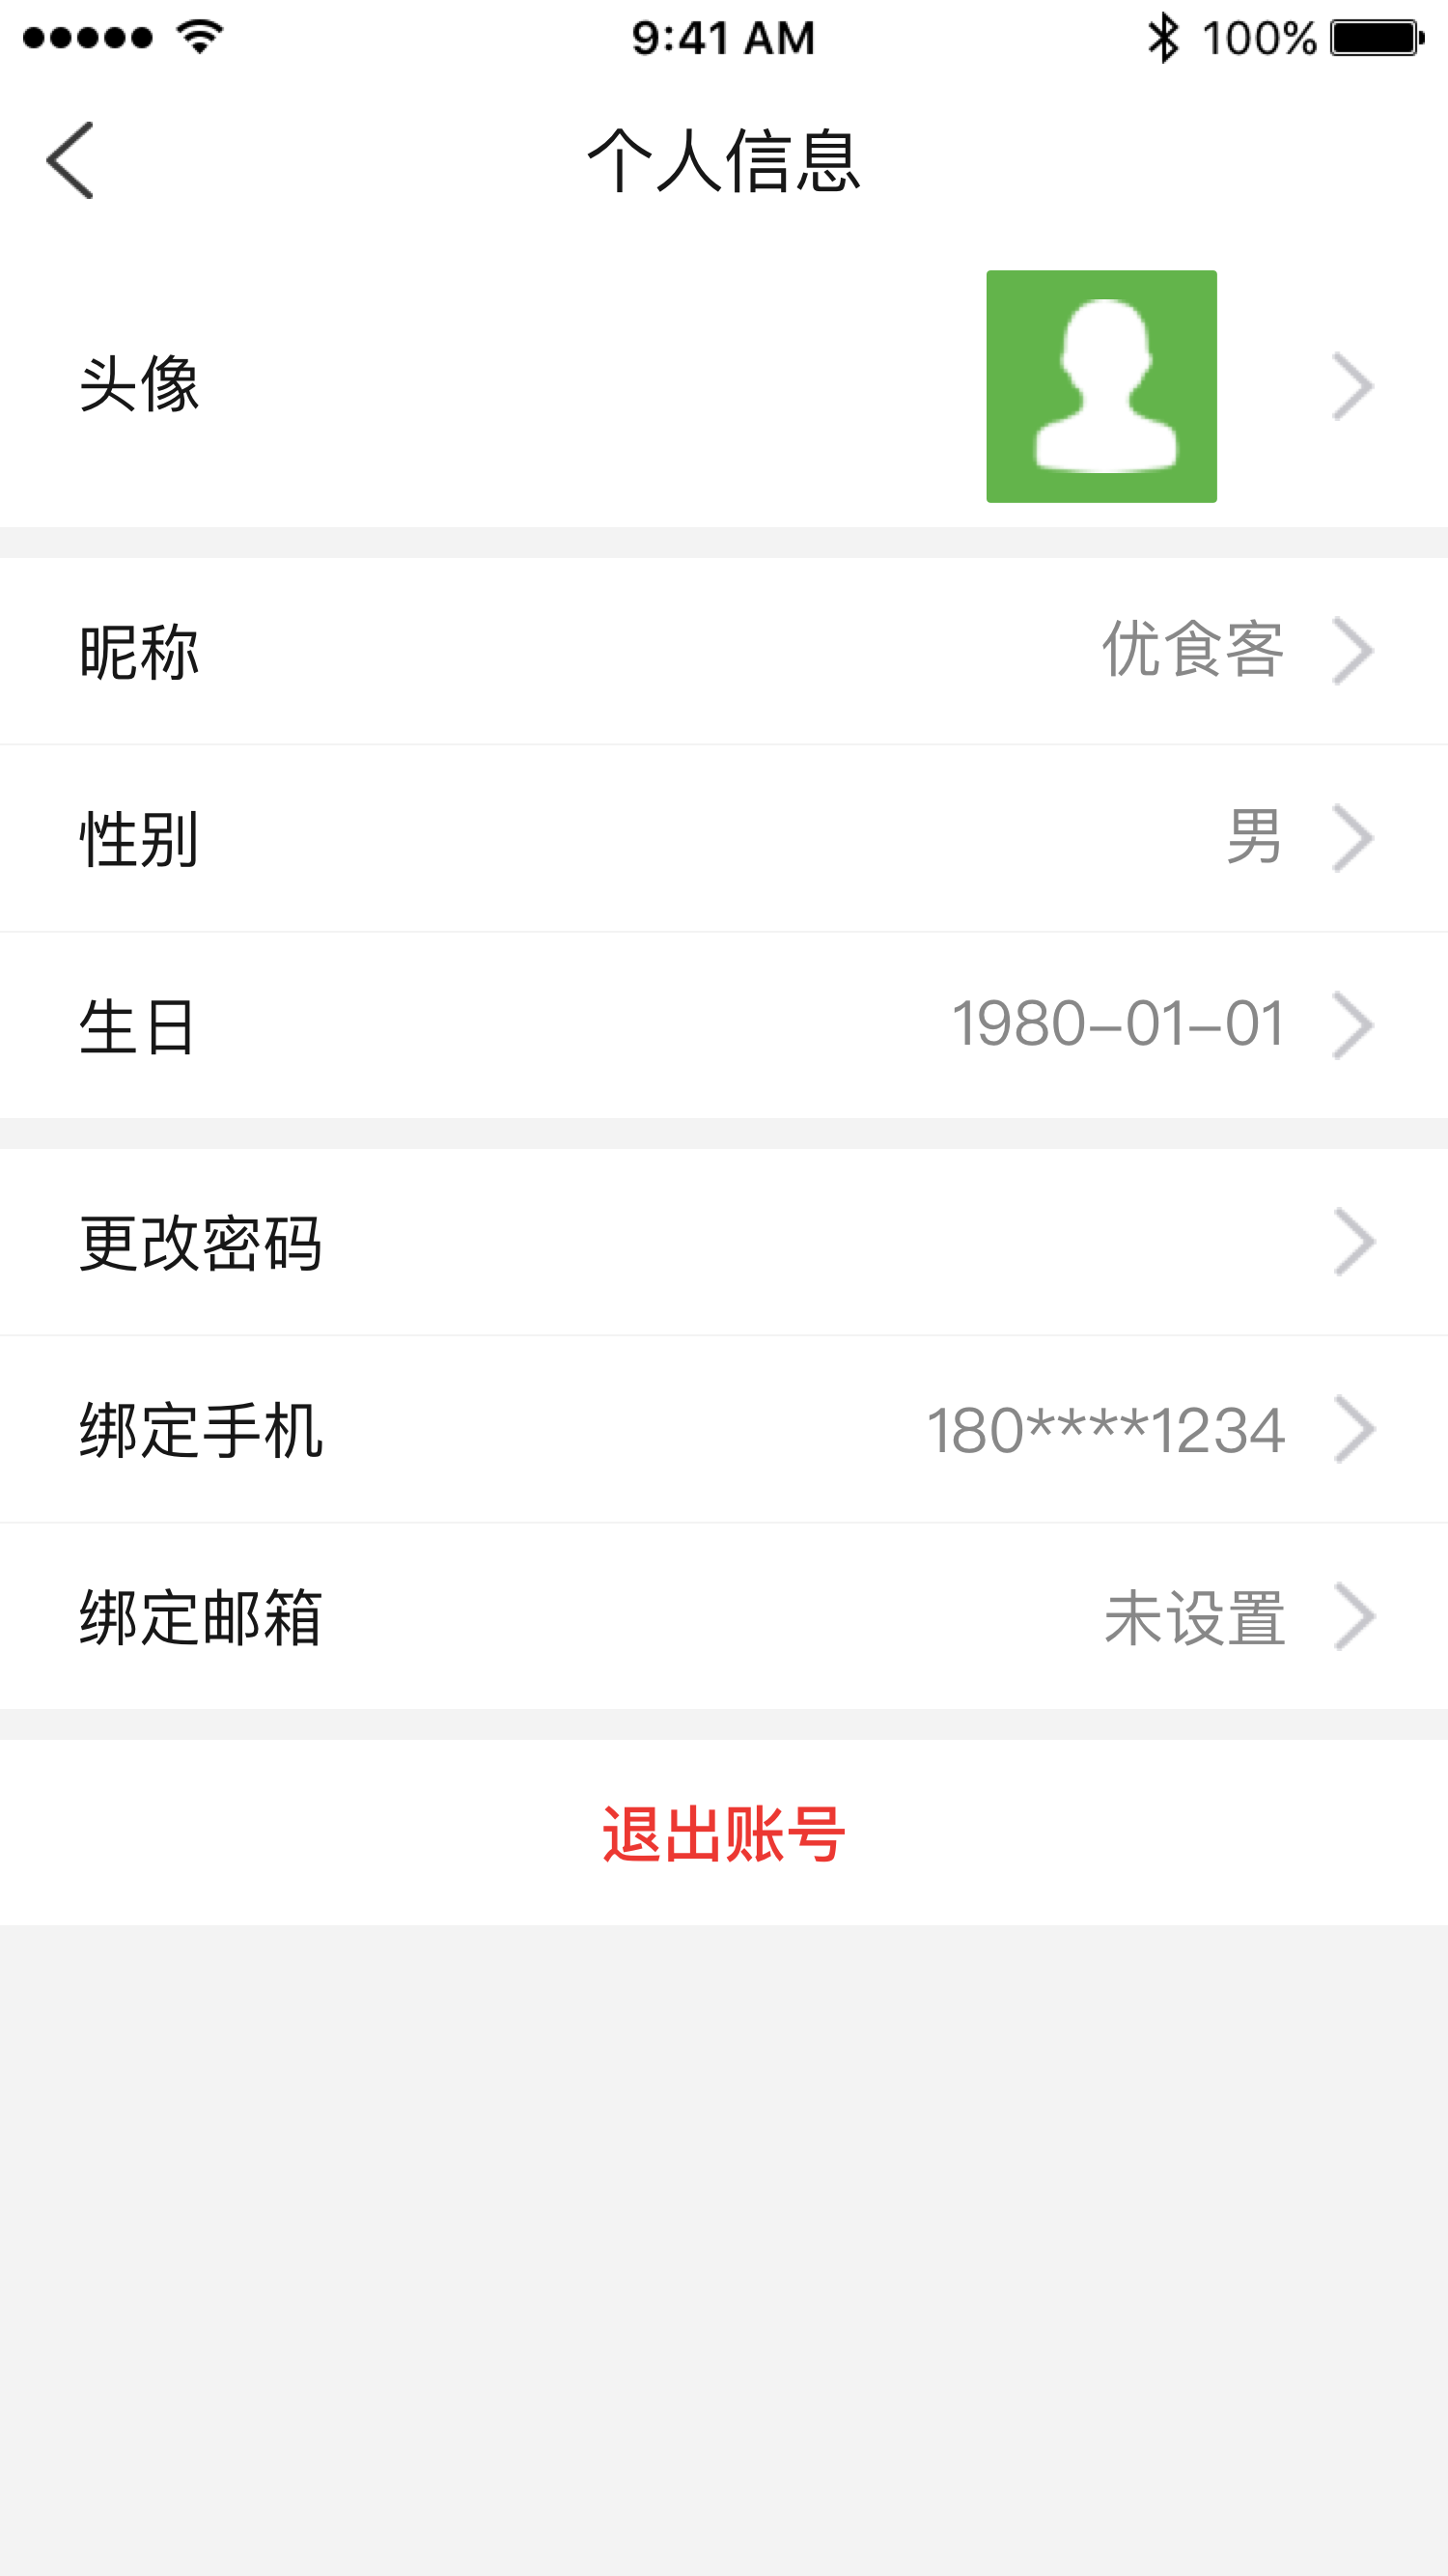 9:41 AM 100%
个人信息
头像
昵称 优食客
性别 男
生日 1980-01-01
更改密码
绑定手机 180****1234
绑定邮箱 未设置
退出账号